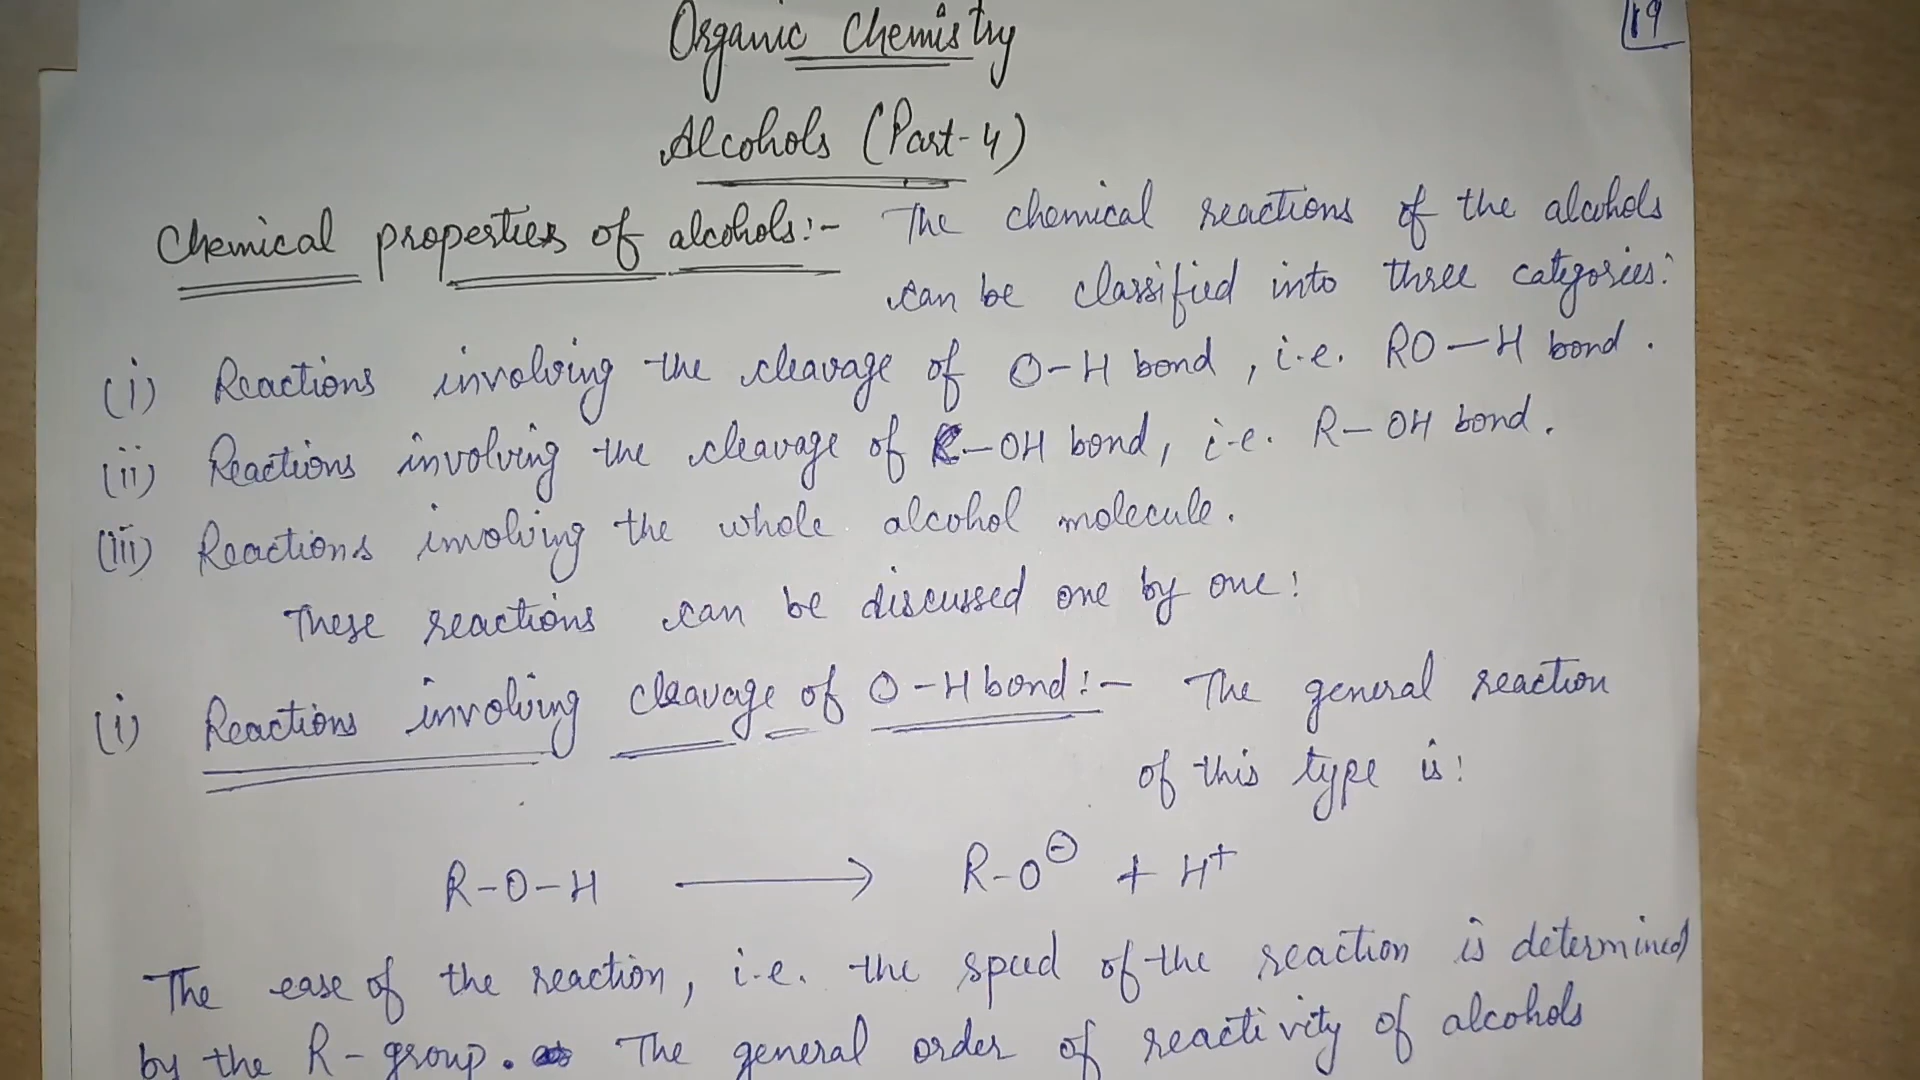 Organic Chemistry
19
Alcohols (Part-4)
Chemical properties of alcohols:- The chemical reactions of the alcohols
can be classified into three categories:
(i) Reactions involving the cleavage of O-H bond, i.e. RO-H bond.
(ii) Reactions involving the cleavage of C-OH bond, i.e. R-OH bond.
(iii) Reactions involving the whole alcohol molecule.
These reactions can be discussed one by one:
(i) Reactions involving cleavage of O-H bond:- The general reaction
of this type is:
R-O-H ⟶ R-O⊖ + H⁺
The ease of the reaction, i.e. the speed of the reaction is determined
by the R-group. The general order of reactivity of alcohols